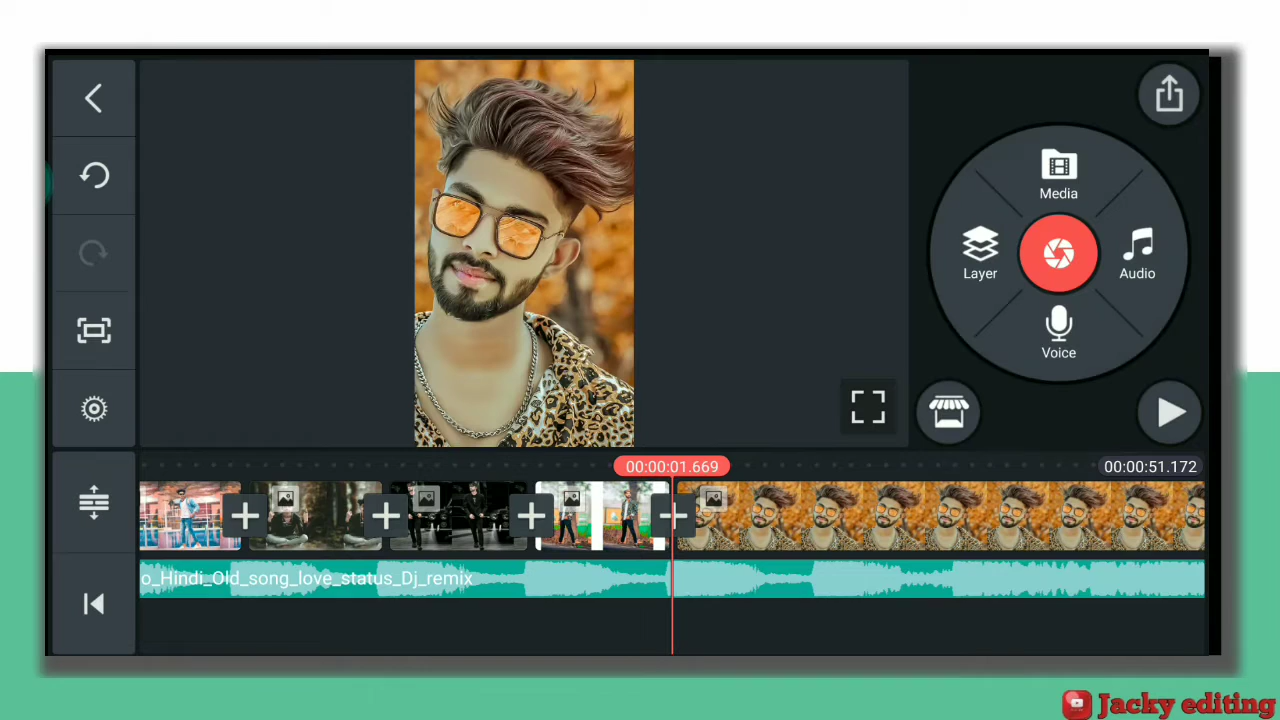 Media
Layer
Audio
Voice
00:00:01.669
00:00:51.172
o_Hindi_Old_song_love_status_Dj_remix
Jacky editing